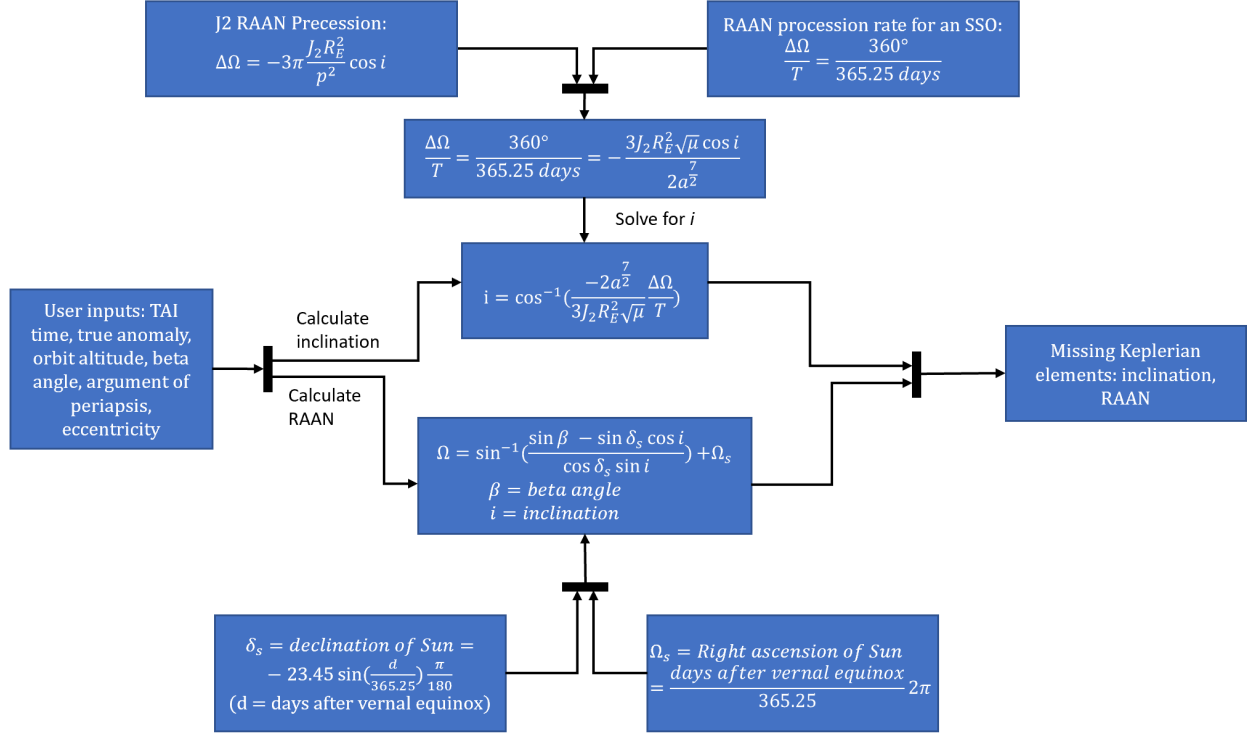 J2 RAAN Precession:
ΔΩ = −3π (J₂R_E²)/(p²) cos i
RAAN procession rate for an SSO:
ΔΩ/T = 360°/(365.25 days)
ΔΩ/T = 360°/(365.25 days) = − (3J₂R_E²√μ cos i)/(2a^(7/2))
Solve for i
i = cos⁻¹((−2a^(7/2))/(3J₂R_E²√μ) ΔΩ/T)
User inputs: TAI
time, true anomaly,
orbit altitude, beta
angle, argument of
periapsis,
eccentricity
Calculate
inclination
Calculate
RAAN
Missing Keplerian
elements: inclination,
RAAN
Ω = sin⁻¹((sin β − sin δₛ cos i)/(cos δₛ sin i)) +Ωₛ
β = beta angle
i = inclination
δₛ = declination of Sun =
− 23.45 sin(d/365.25) π/180
(d = days after vernal equinox)
Ωₛ = Right ascension of Sun
= (days after vernal equinox)/365.25 2π